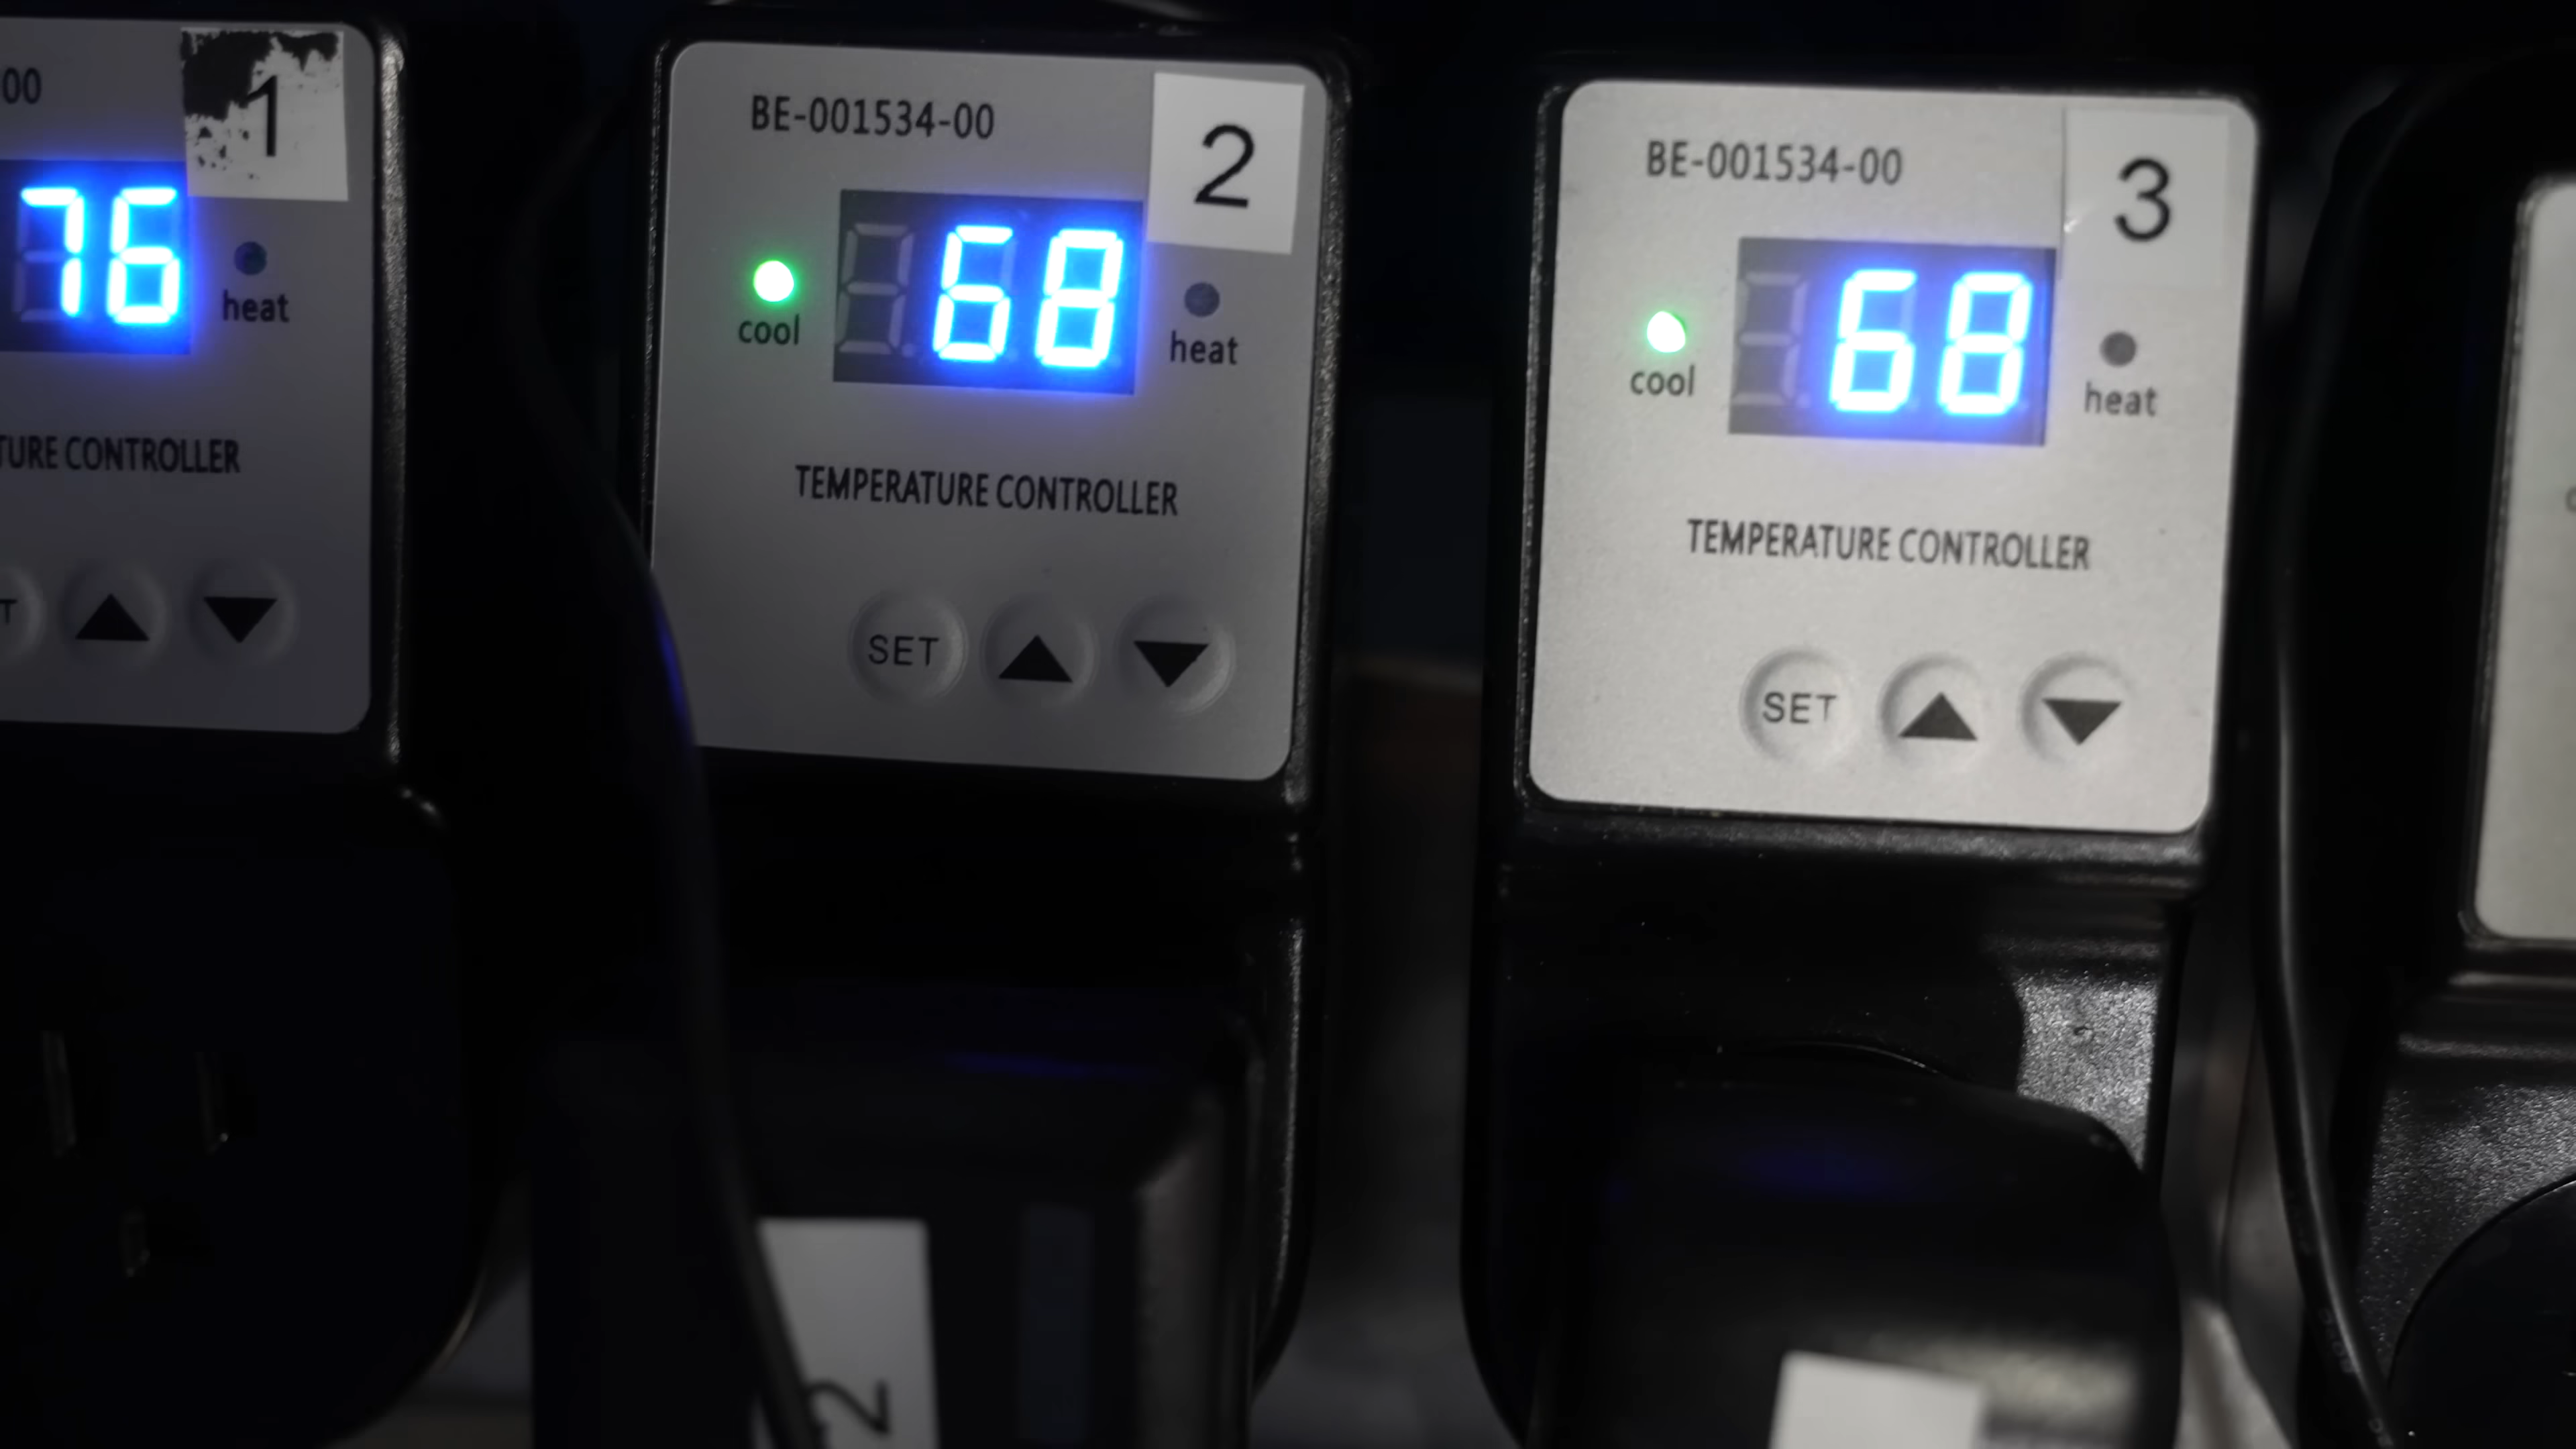 00
1
76
heat
TURE CONTROLLER
T
BE-001534-00
2
68
cool
heat
TEMPERATURE CONTROLLER
SET
2
BE-001534-00
3
68
cool
heat
TEMPERATURE CONTROLLER
SET